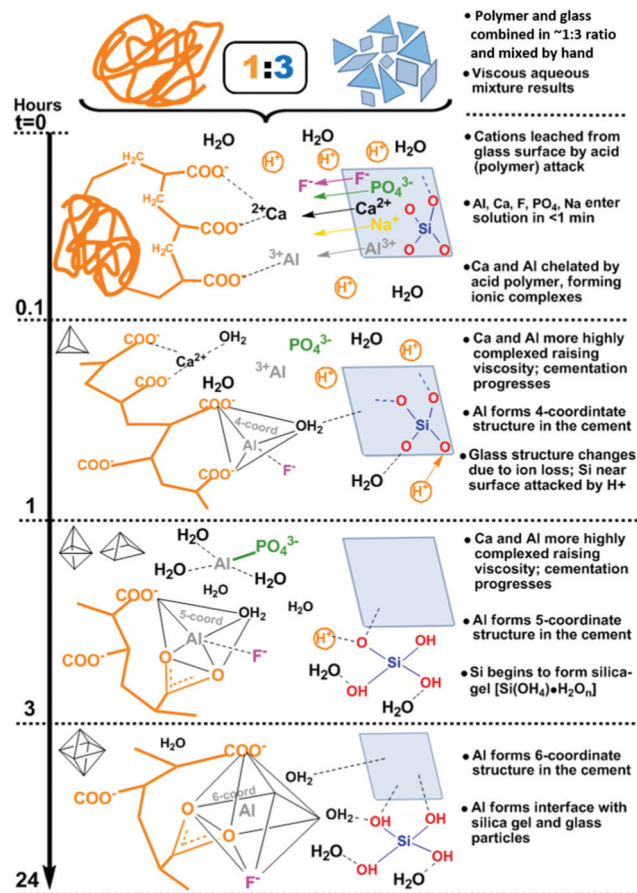 • Polymer and glass
combined in ~1:3 ratio
and mixed by hand
• Viscous aqueous
mixture results
1:3
Hours
t=0
H2O
H2O
H2O
H+
H+
H+
H+
H2C
COO-
H2C
COO-
H2C
COO-
2+Ca
3+Al
F-
F-
PO43-
Ca2+
Na+
Al3+
O
O
Si
O
O
H+
H+
H2O
• Cations leached from
glass surface by acid
(polymer) attack
• Al, Ca, F, PO4, Na enter
solution in <1 min
• Ca and Al chelated by
acid polymer, forming
ionic complexes
0.1
COO-
OH2
Ca2+
COO-
PO43-
3+Al
H2O
H2O
H+
H+
COO-
4-coord
OH2
Al
F-
COO-
COO-
O
O
Si
O
O
H2O
H+
• Ca and Al more highly
complexed raising
viscosity; cementation
progresses
• Al forms 4-coordintate
structure in the cement
• Glass structure changes
due to ion loss; Si near
surface attacked by H+
1
H2O
PO43-
Al
H2O
H2O
H2O
COO-
OH2
H2O
5-coord
Al
COO-
F-
O
O
H+
O
OH
Si
H2O
OH
OH
H2O
• Ca and Al more highly
complexed raising
viscosity; cementation
progresses
• Al forms 5-coordinate
structure in the cement
• Si begins to form silica-
gel [Si(OH4)•H2On]
3
H2O
COO-
COO-
6-coord
Al
O
O
F-
OH2
OH2
OH
OH
Si
H2O
OH
OH
H2O
• Al forms 6-coordinate
structure in the cement
• Al forms interface with
silica gel and glass
particles
24